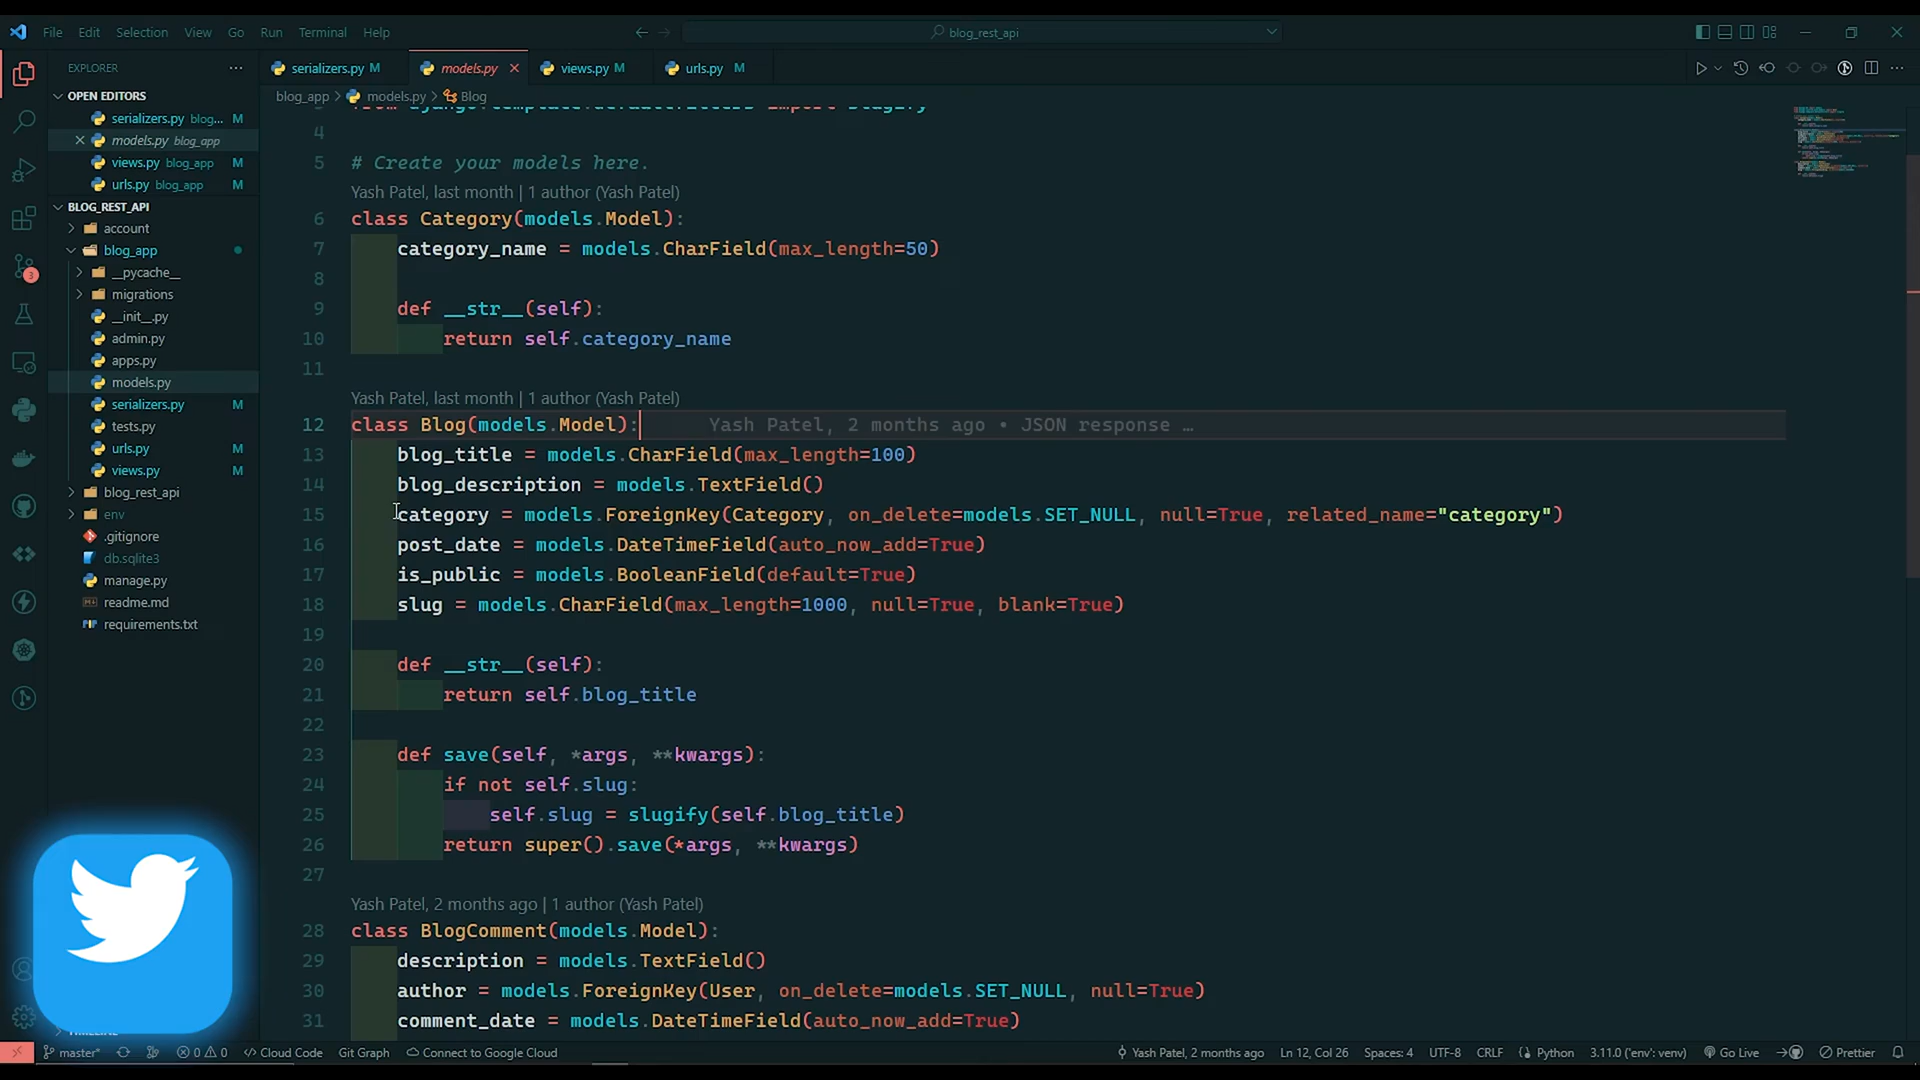 File Edit Selection View Go Run Terminal Help
blog_rest_api
EXPLORER
OPEN EDITORS
serializers.py blog... M
models.py blog_app
views.py blog_app M
urls.py blog_app M
BLOG_REST_API
account
blog_app
__pycache__
migrations
__init__.py
admin.py
apps.py
models.py
serializers.py M
tests.py
urls.py M
views.py M
blog_rest_api
env
.gitignore
db.sqlite3
manage.py
readme.md
requirements.txt
3
serializers.py M models.py views.py M urls.py M
blog_app > models.py > Blog
4
5 # Create your models here.
Yash Patel, last month | 1 author (Yash Patel)
6 class Category(models.Model):
7 category_name = models.CharField(max_length=50)
8
9 def __str__(self):
10 return self.category_name
11
Yash Patel, last month | 1 author (Yash Patel)
12 class Blog(models.Model): Yash Patel, 2 months ago • JSON response …
13 blog_title = models.CharField(max_length=100)
14 blog_description = models.TextField()
15 category = models.ForeignKey(Category, on_delete=models.SET_NULL, null=True, related_name="category")
16 post_date = models.DateTimeField(auto_now_add=True)
17 is_public = models.BooleanField(default=True)
18 slug = models.CharField(max_length=1000, null=True, blank=True)
19
20 def __str__(self):
21 return self.blog_title
22
23 def save(self, *args, **kwargs):
24 if not self.slug:
25 self.slug = slugify(self.blog_title)
26 return super().save(*args, **kwargs)
27
Yash Patel, 2 months ago | 1 author (Yash Patel)
28 class BlogComment(models.Model):
29 description = models.TextField()
30 author = models.ForeignKey(User, on_delete=models.SET_NULL, null=True)
31 comment_date = models.DateTimeField(auto_now_add=True)
master* 0 0 Cloud Code Git Graph Connect to Google Cloud Yash Patel, 2 months ago Ln 12, Col 26 Spaces: 4 UTF-8 CRLF Python 3.11.0 ('env': venv) Go Live Prettier